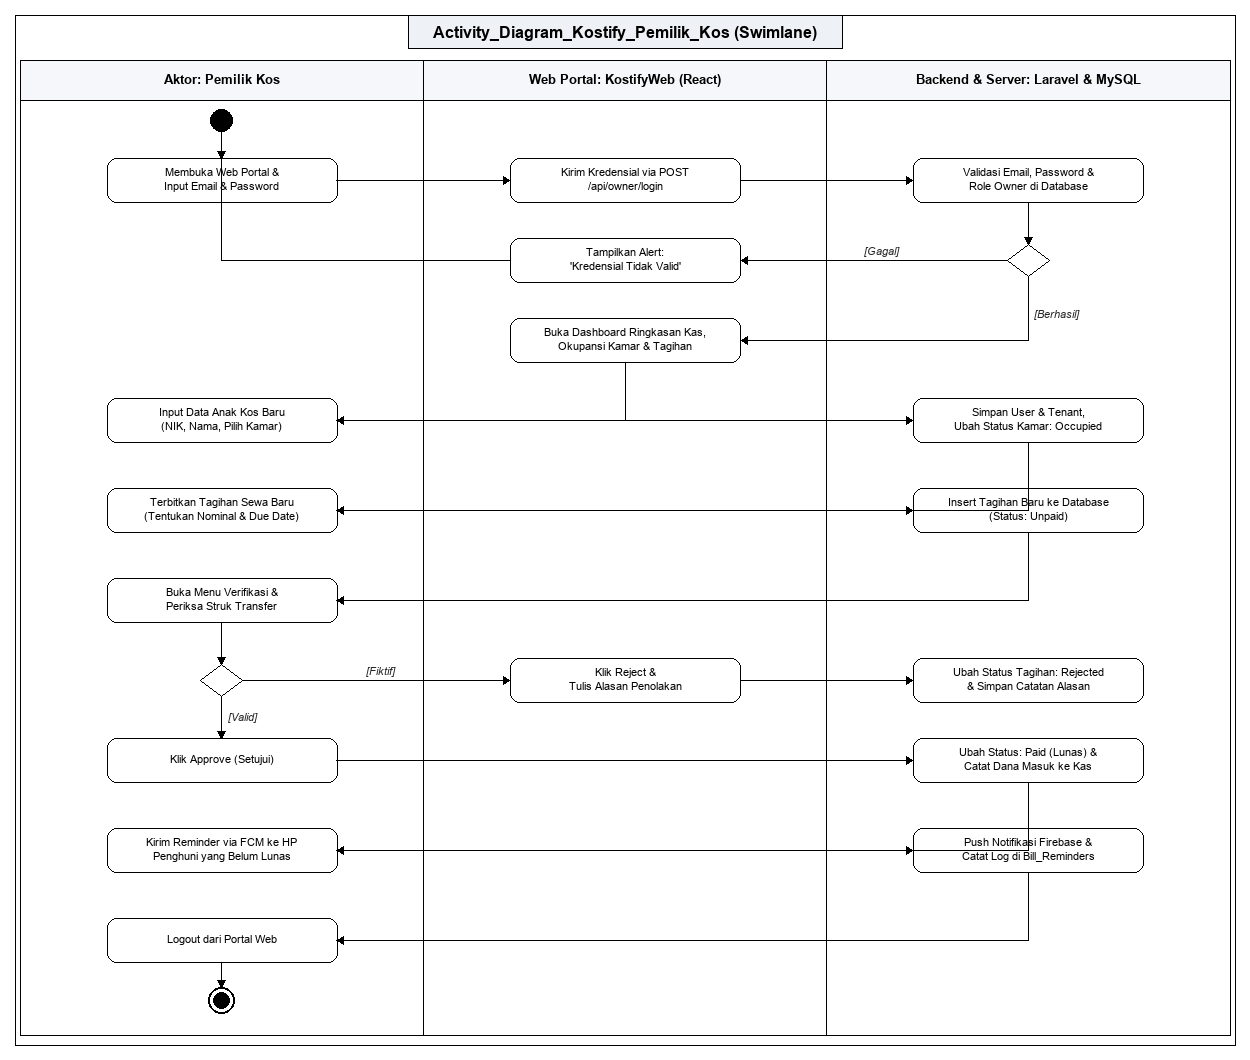 Activity_Diagram_Kostify_Pemilik_Kos (Swimlane)
Aktor: Pemilik Kos
Web Portal: KostifyWeb (React)
Backend & Server: Laravel & MySQL
Membuka Web Portal &
Input Email & Password
Kirim Kredensial via POST
/api/owner/login
Validasi Email, Password &
Role Owner di Database
Tampilkan Alert:
'Kredensial Tidak Valid'
[Gagal]
[Berhasil]
Buka Dashboard Ringkasan Kas,
Okupansi Kamar & Tagihan
Input Data Anak Kos Baru
(NIK, Nama, Pilih Kamar)
Simpan User & Tenant,
Ubah Status Kamar: Occupied
Terbitkan Tagihan Sewa Baru
(Tentukan Nominal & Due Date)
Insert Tagihan Baru ke Database
(Status: Unpaid)
Buka Menu Verifikasi &
Periksa Struk Transfer
[Fiktif]
Klik Reject &
Tulis Alasan Penolakan
Ubah Status Tagihan: Rejected
& Simpan Catatan Alasan
[Valid]
Klik Approve (Setujui)
Ubah Status: Paid (Lunas) &
Catat Dana Masuk ke Kas
Kirim Reminder via FCM ke HP
Penghuni yang Belum Lunas
Push Notifikasi Firebase &
Catat Log di Bill_Reminders
Logout dari Portal Web